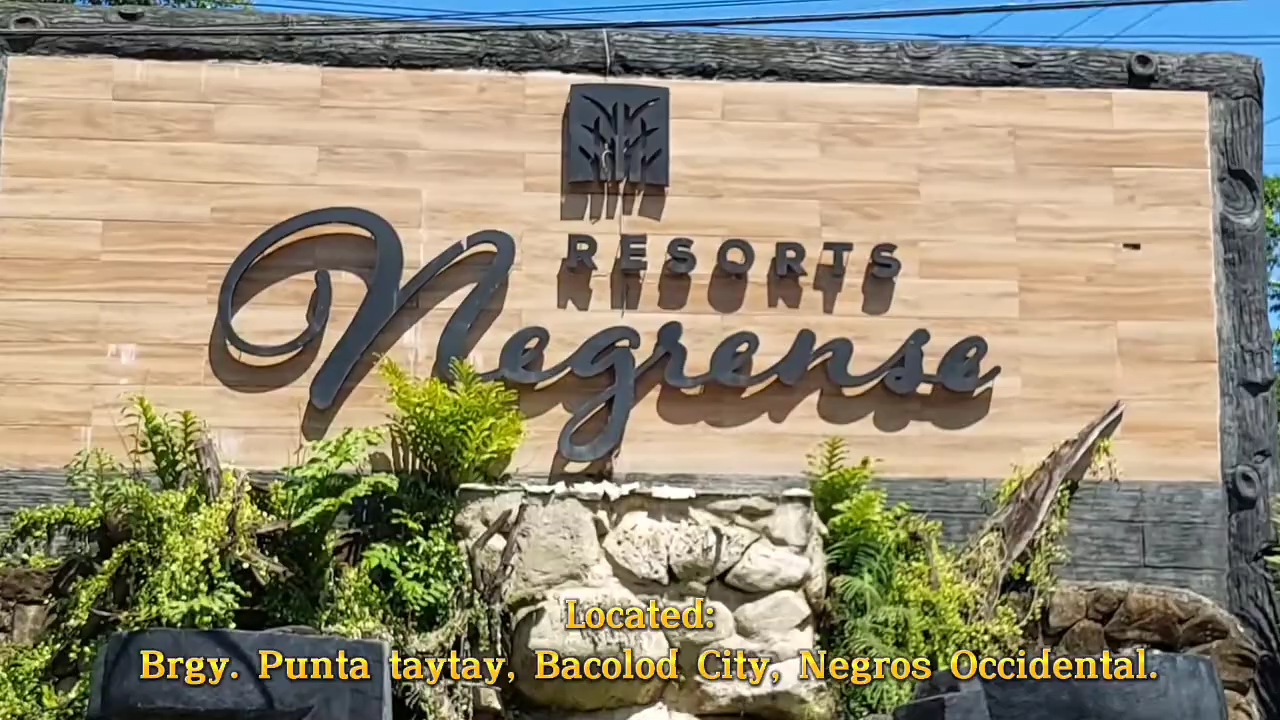 RESORTS
Negrense
Located:
Brgy. Punta taytay, Bacolod City, Negros Occidental.